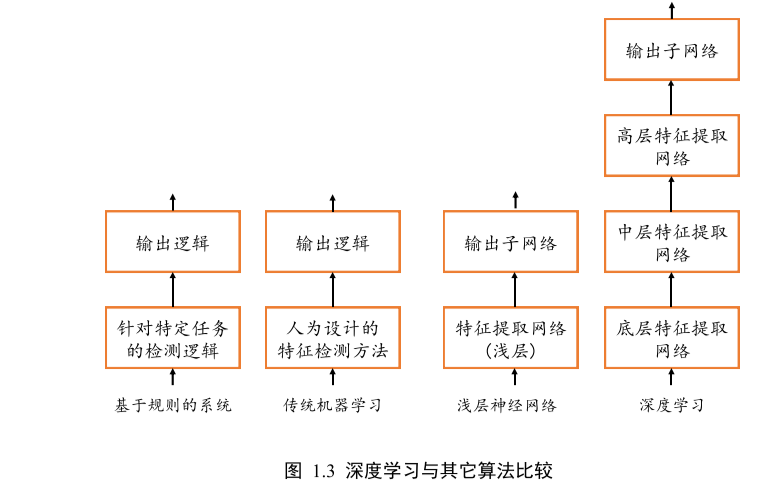 输出子网络
高层特征提取
网络
输出逻辑
输出逻辑
输出子网络
中层特征提取
网络
针对特定任务
的检测逻辑
人为设计的
特征检测方法
特征提取网络
(浅层)
底层特征提取
网络
基于规则的系统
传统机器学习
浅层神经网络
深度学习
图 1.3 深度学习与其它算法比较